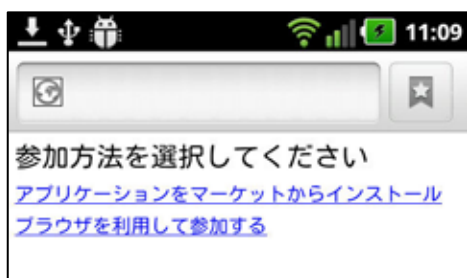 11:09
参加方法を選択してください
アプリケーションをマーケットからインストール
ブラウザを利用して参加する